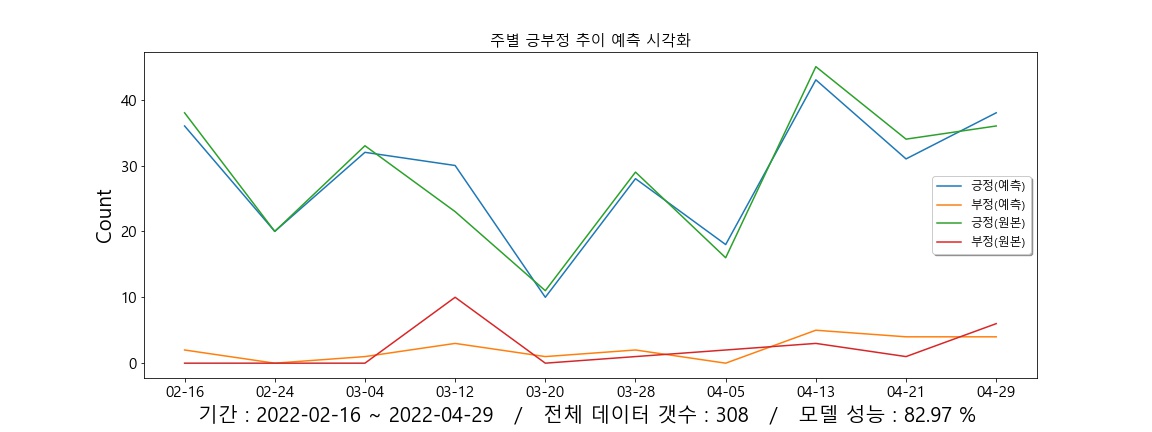 주별 긍부정 추이 예측 시각화
Count
40
30
20
10
0
긍정(예측)
부정(예측)
긍정(원본)
부정(원본)
02-16 02-24 03-04 03-12 03-20 03-28 04-05 04-13 04-21 04-29
기간 : 2022-02-16 ~ 2022-04-29 / 전체 데이터 갯수 : 308 / 모델 성능 : 82.97 %